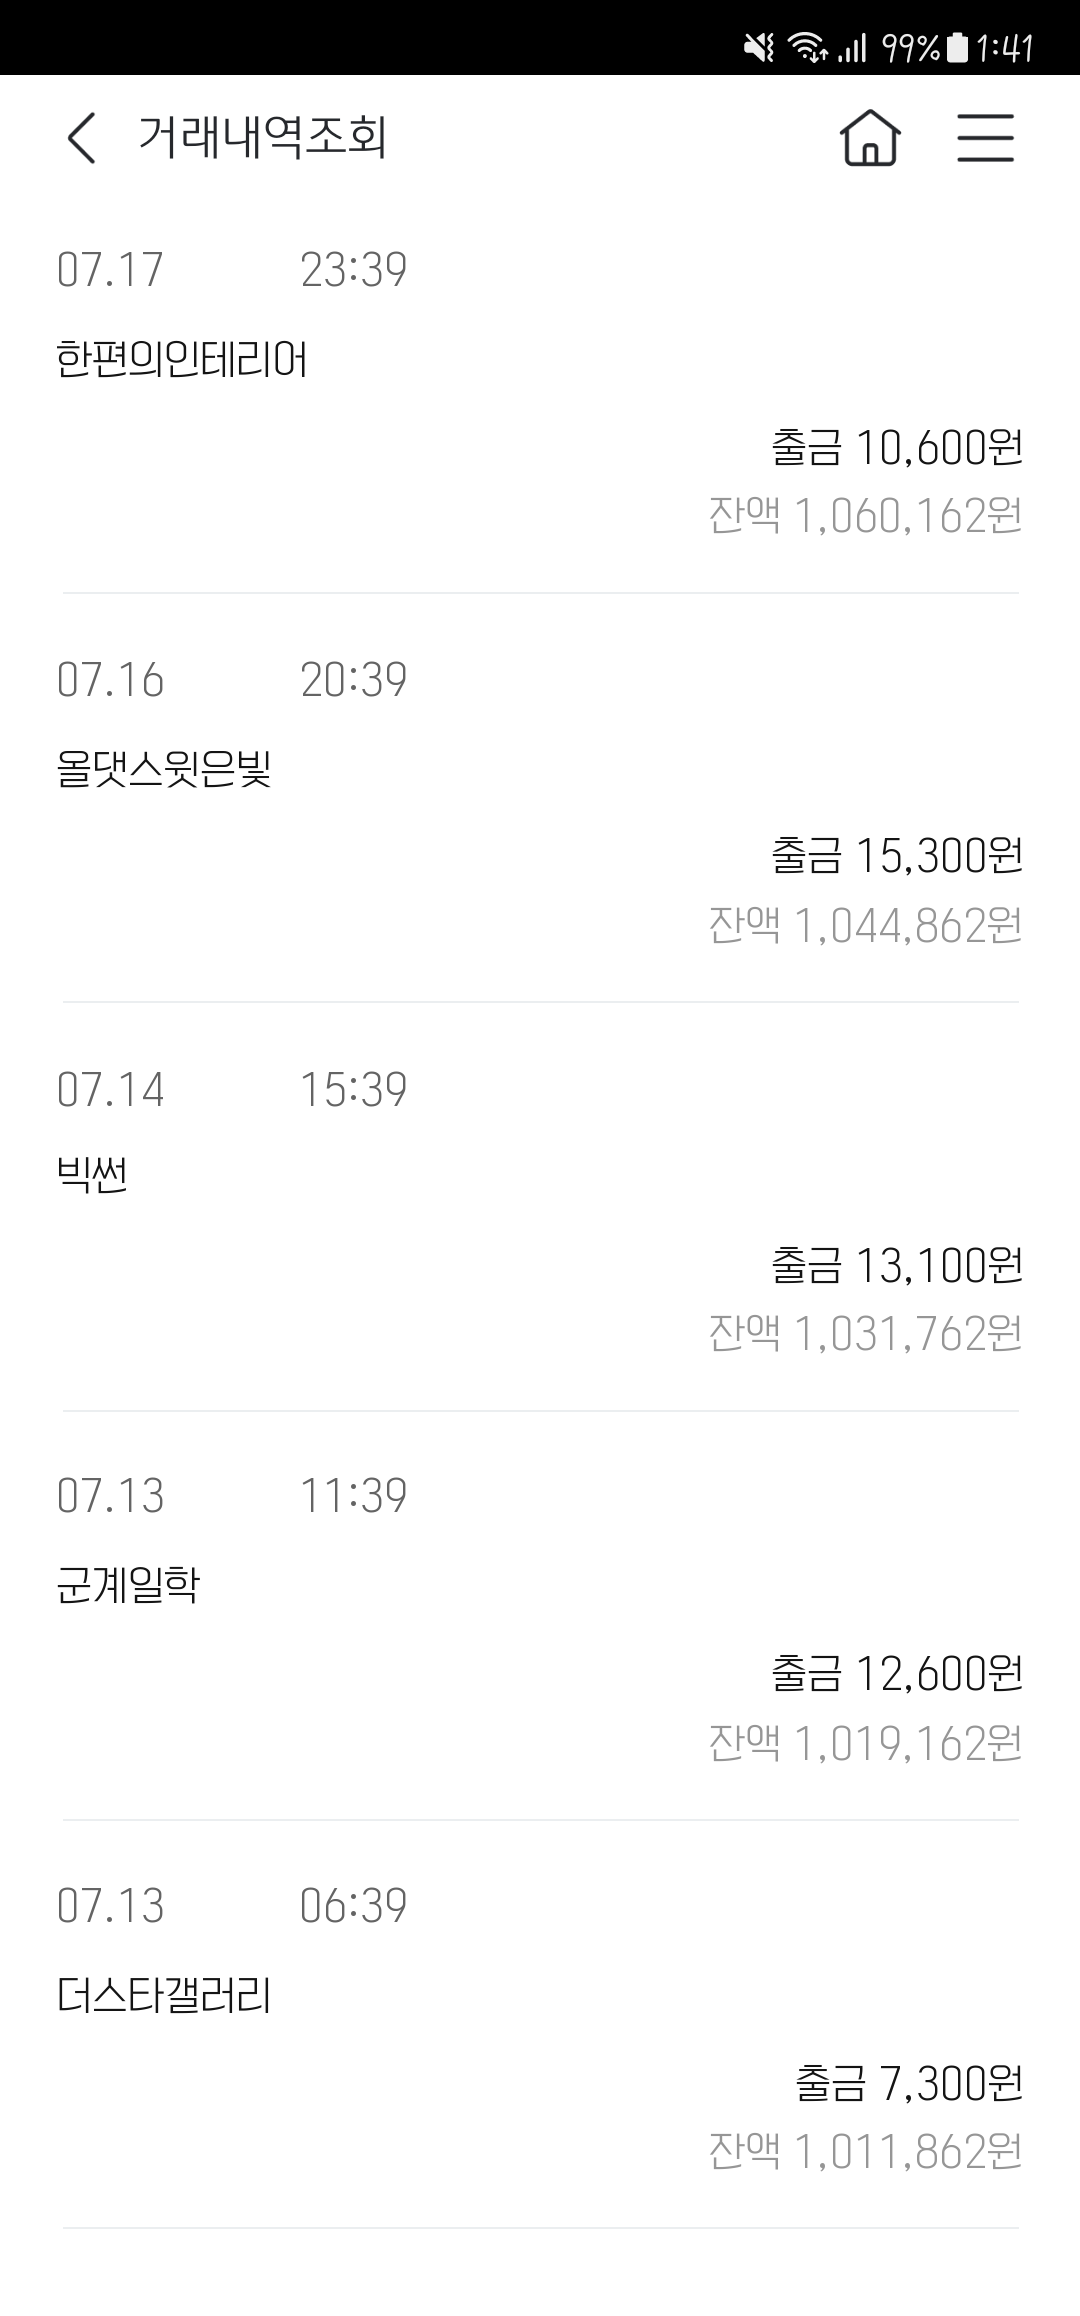 99% 1:41
거래내역조회
07.17 23:39
한편의인테리어
출금 10,600원
잔액 1,060,162원
07.16 20:39
올댓스윗은빛
출금 15,300원
잔액 1,044,862원
07.14 15:39
빅썬
출금 13,100원
잔액 1,031,762원
07.13 11:39
군계일학
출금 12,600원
잔액 1,019,162원
07.13 06:39
더스타갤러리
출금 7,300원
잔액 1,011,862원